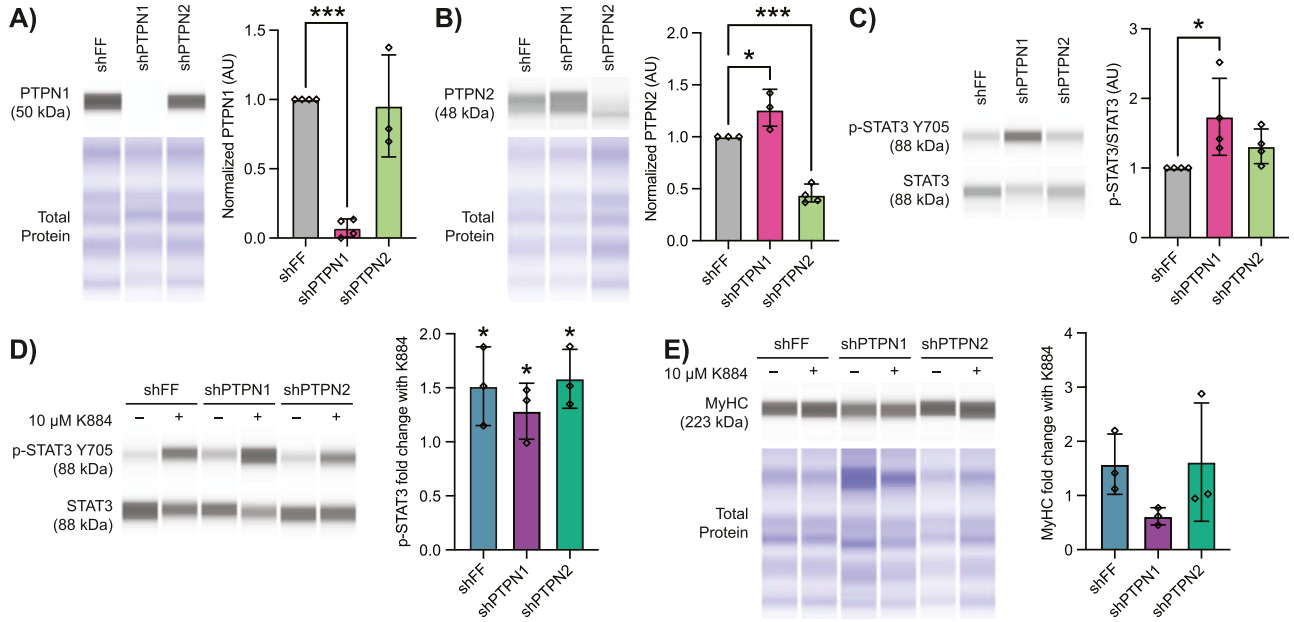 A)
shFF
shPTPN1
shPTPN2
PTPN1
(50 kDa)
Total
Protein
Normalized PTPN1 (AU)
1.5
1.0
0.5
0.0
***
shFF
shPTPN1
shPTPN2
B)
shFF
shPTPN1
shPTPN2
PTPN2
(48 kDa)
Total
Protein
Normalized PTPN2 (AU)
2.0
1.5
1.0
0.5
0.0
***
*
shFF
shPTPN1
shPTPN2
C)
shFF
shPTPN1
shPTPN2
p-STAT3 Y705
(88 kDa)
STAT3
(88 kDa)
p-STAT3/STAT3 (AU)
3
2
1
0
*
shFF
shPTPN1
shPTPN2
D)
shFF shPTPN1 shPTPN2
10 µM K884 – + – + – +
p-STAT3 Y705
(88 kDa)
STAT3
(88 kDa)
p-STAT3 fold change with K884
2.0
1.5
1.0
0.5
0.0
* * *
shFF
shPTPN1
shPTPN2
E)
shFF shPTPN1 shPTPN2
10 µM K884 – + – + – +
MyHC
(223 kDa)
Total
Protein
MyHC fold change with K884
4
3
2
1
0
shFF
shPTPN1
shPTPN2